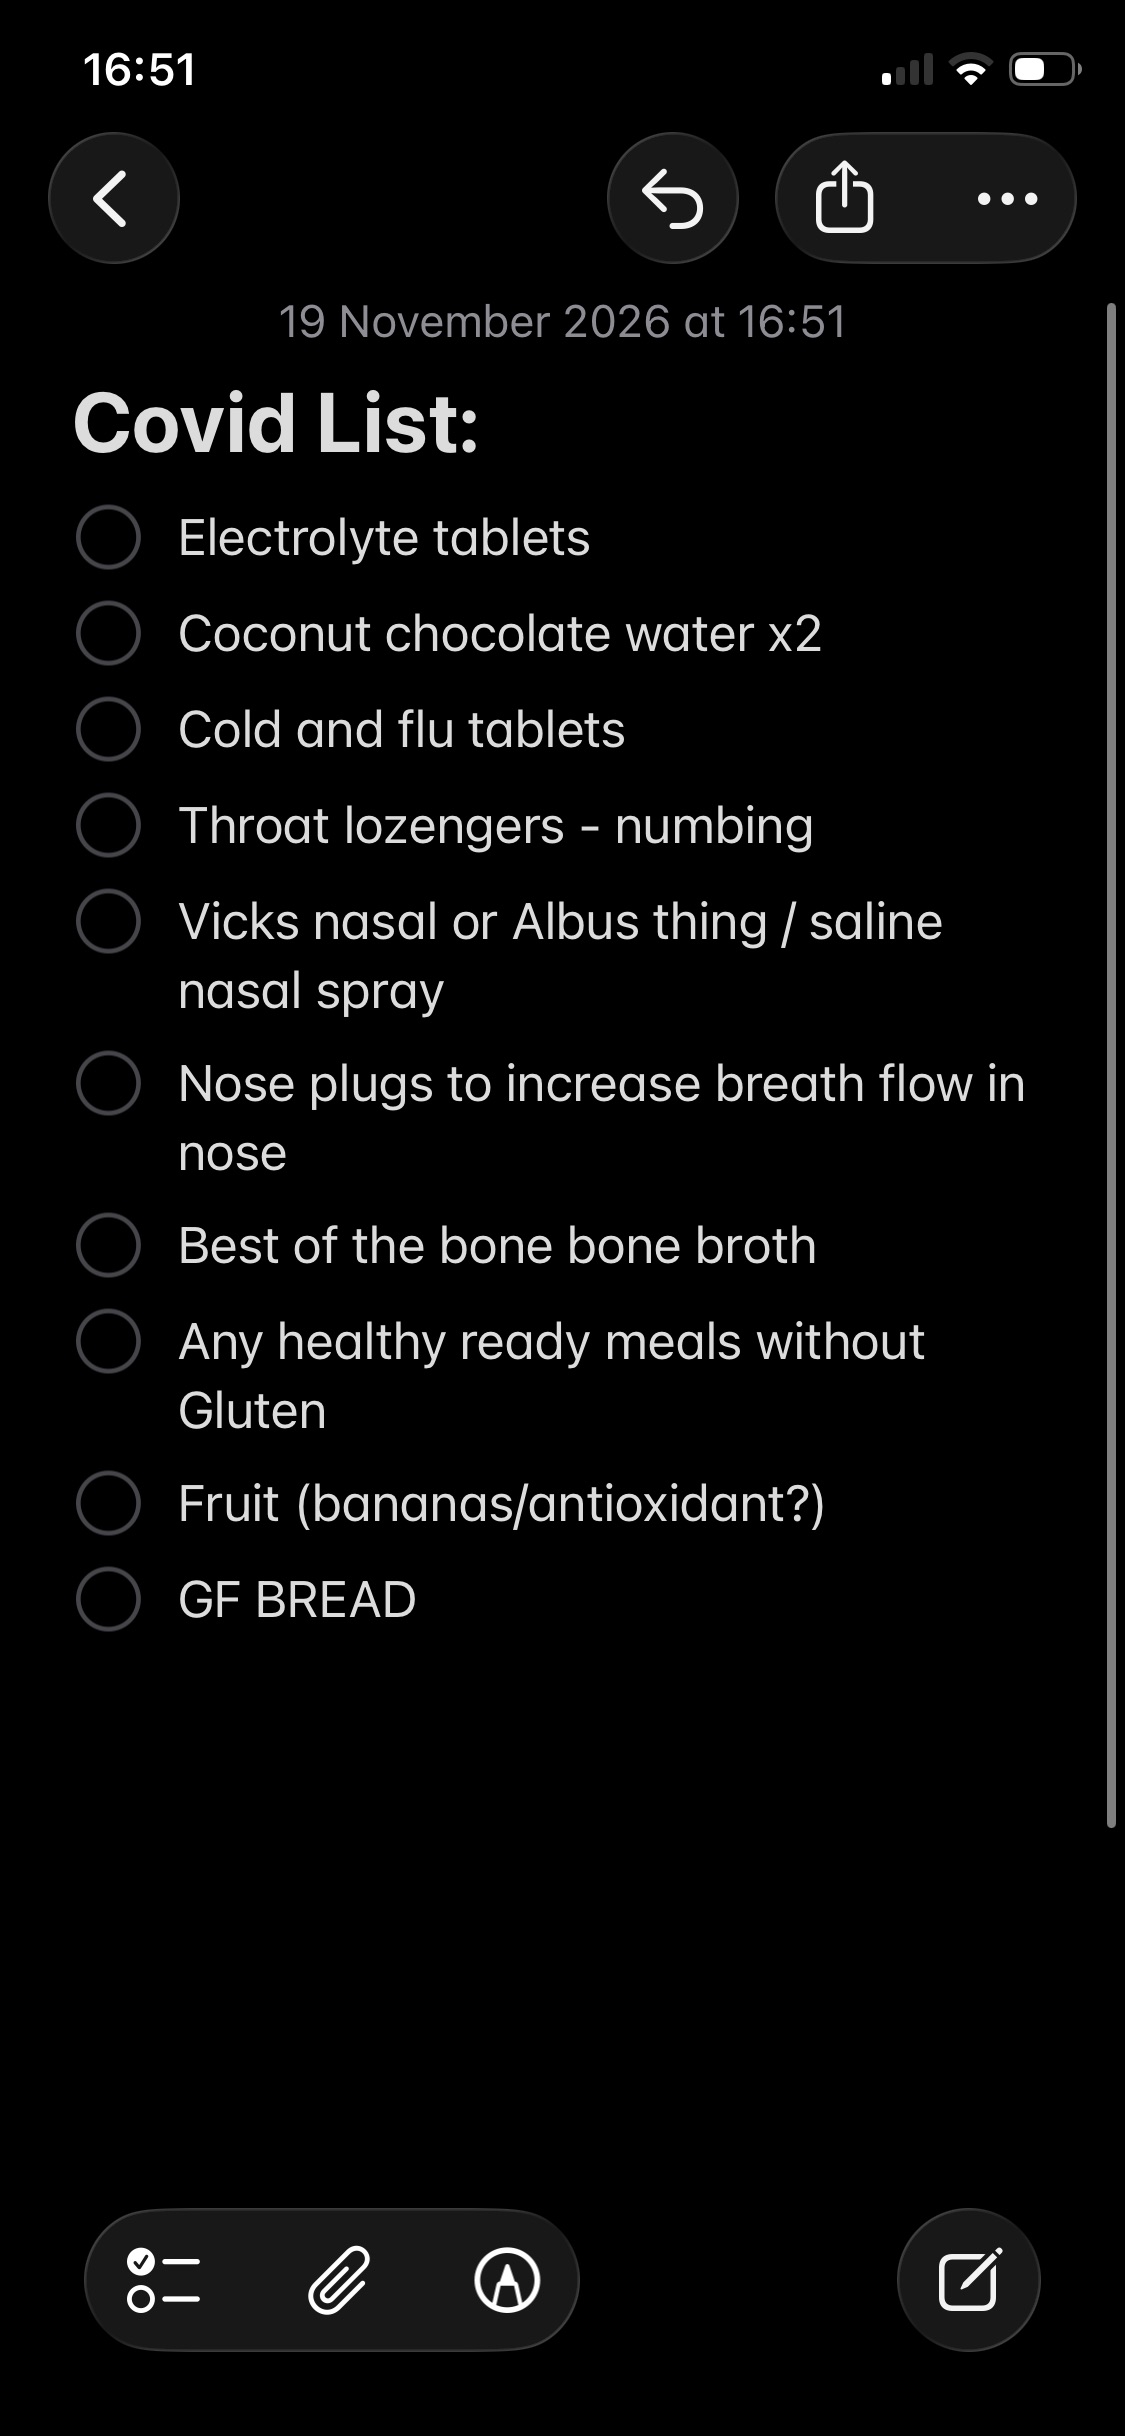 16:51
19 November 2026 at 16:51
Covid List:
Electrolyte tablets
Coconut chocolate water x2
Cold and flu tablets
Throat lozengers - numbing
Vicks nasal or Albus thing / saline
nasal spray
Nose plugs to increase breath flow in
nose
Best of the bone bone broth
Any healthy ready meals without
Gluten
Fruit (bananas/antioxidant?)
GF BREAD